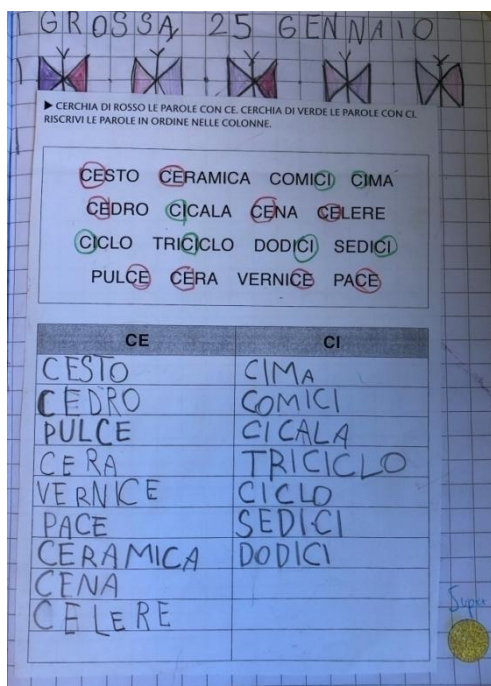 GROSSA, 25 GENNAIO
▶ CERCHIA DI ROSSO LE PAROLE CON CE. CERCHIA DI VERDE LE PAROLE CON CI.
RISCRIVI LE PAROLE IN ORDINE NELLE COLONNE.
CESTO CERAMICA COMICI CIMA
CEDRO CICALA CENA CELERE
CICLO TRICICLO DODICI SEDICI
PULCE CERA VERNICE PACE
CE CI
CESTO CIMA
CEDRO COMICI
PULCE CICALA
CERA TRICICLO
VERNICE CICLO
PACE SEDICI
CERAMICA DODICI
CENA
CELERE
Super